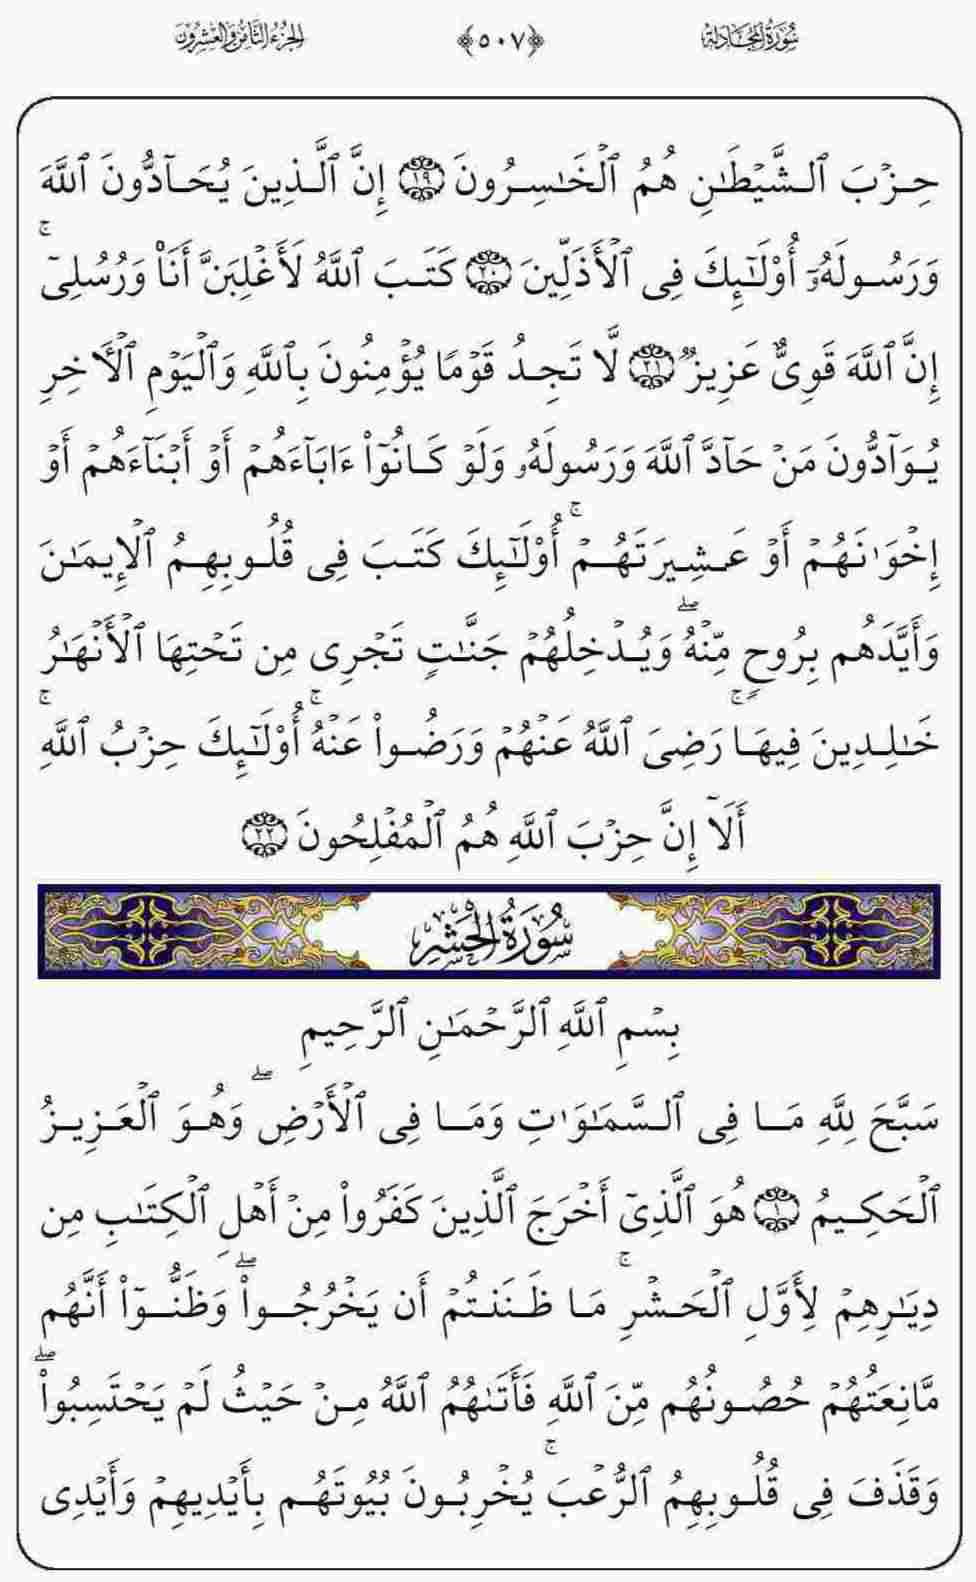 سُورَةُ المُجَادلة ﴿٥٠٧﴾ الجُزءُ الثَّامِنُ وَالعِشرُونَ
حِزْبَ ٱلشَّيْطَٰنِ هُمُ ٱلْخَٰسِرُونَ ١٩ إِنَّ ٱلَّذِينَ يُحَآدُّونَ ٱللَّهَ
وَرَسُولَهُۥٓ أُو۟لَٰٓئِكَ فِى ٱلْأَذَلِّينَ ٢٠ كَتَبَ ٱللَّهُ لَأَغْلِبَنَّ أَنَا۠ وَرُسُلِىٓ ۚ
إِنَّ ٱللَّهَ قَوِىٌّ عَزِيزٌ ٢١ لَّا تَجِدُ قَوْمًا يُؤْمِنُونَ بِٱللَّهِ وَٱلْيَوْمِ ٱلْأَخِرِ
يُوَآدُّونَ مَنْ حَآدَّ ٱللَّهَ وَرَسُولَهُۥ وَلَوْ كَانُوٓا۟ ءَابَآءَهُمْ أَوْ أَبْنَآءَهُمْ أَوْ
إِخْوَٰنَهُمْ أَوْ عَشِيرَتَهُمْ ۚ أُو۟لَٰٓئِكَ كَتَبَ فِى قُلُوبِهِمُ ٱلْإِيمَٰنَ
وَأَيَّدَهُم بِرُوحٍ مِّنْهُ ۖ وَيُدْخِلُهُمْ جَنَّٰتٍ تَجْرِى مِن تَحْتِهَا ٱلْأَنْهَٰرُ
خَٰلِدِينَ فِيهَا ۚ رَضِىَ ٱللَّهُ عَنْهُمْ وَرَضُوا۟ عَنْهُ ۚ أُو۟لَٰٓئِكَ حِزْبُ ٱللَّهِ ۚ
أَلَآ إِنَّ حِزْبَ ٱللَّهِ هُمُ ٱلْمُفْلِحُونَ ٢٢
سُورَةُ الحَشْرِ
بِسْمِ ٱللَّهِ ٱلرَّحْمَٰنِ ٱلرَّحِيمِ
سَبَّحَ لِلَّهِ مَا فِى ٱلسَّمَٰوَٰتِ وَمَا فِى ٱلْأَرْضِ ۖ وَهُوَ ٱلْعَزِيزُ
ٱلْحَكِيمُ ١ هُوَ ٱلَّذِىٓ أَخْرَجَ ٱلَّذِينَ كَفَرُوا۟ مِنْ أَهْلِ ٱلْكِتَٰبِ مِن
دِيَٰرِهِمْ لِأَوَّلِ ٱلْحَشْرِ ۚ مَا ظَنَنتُمْ أَن يَخْرُجُوا۟ ۖ وَظَنُّوٓا۟ أَنَّهُم
مَّانِعَتُهُمْ حُصُونُهُم مِّنَ ٱللَّهِ فَأَتَىٰهُمُ ٱللَّهُ مِنْ حَيْثُ لَمْ يَحْتَسِبُوا۟ ۖ
وَقَذَفَ فِى قُلُوبِهِمُ ٱلرُّعْبَ ۚ يُخْرِبُونَ بُيُوتَهُم بِأَيْدِيهِمْ وَأَيْدِى